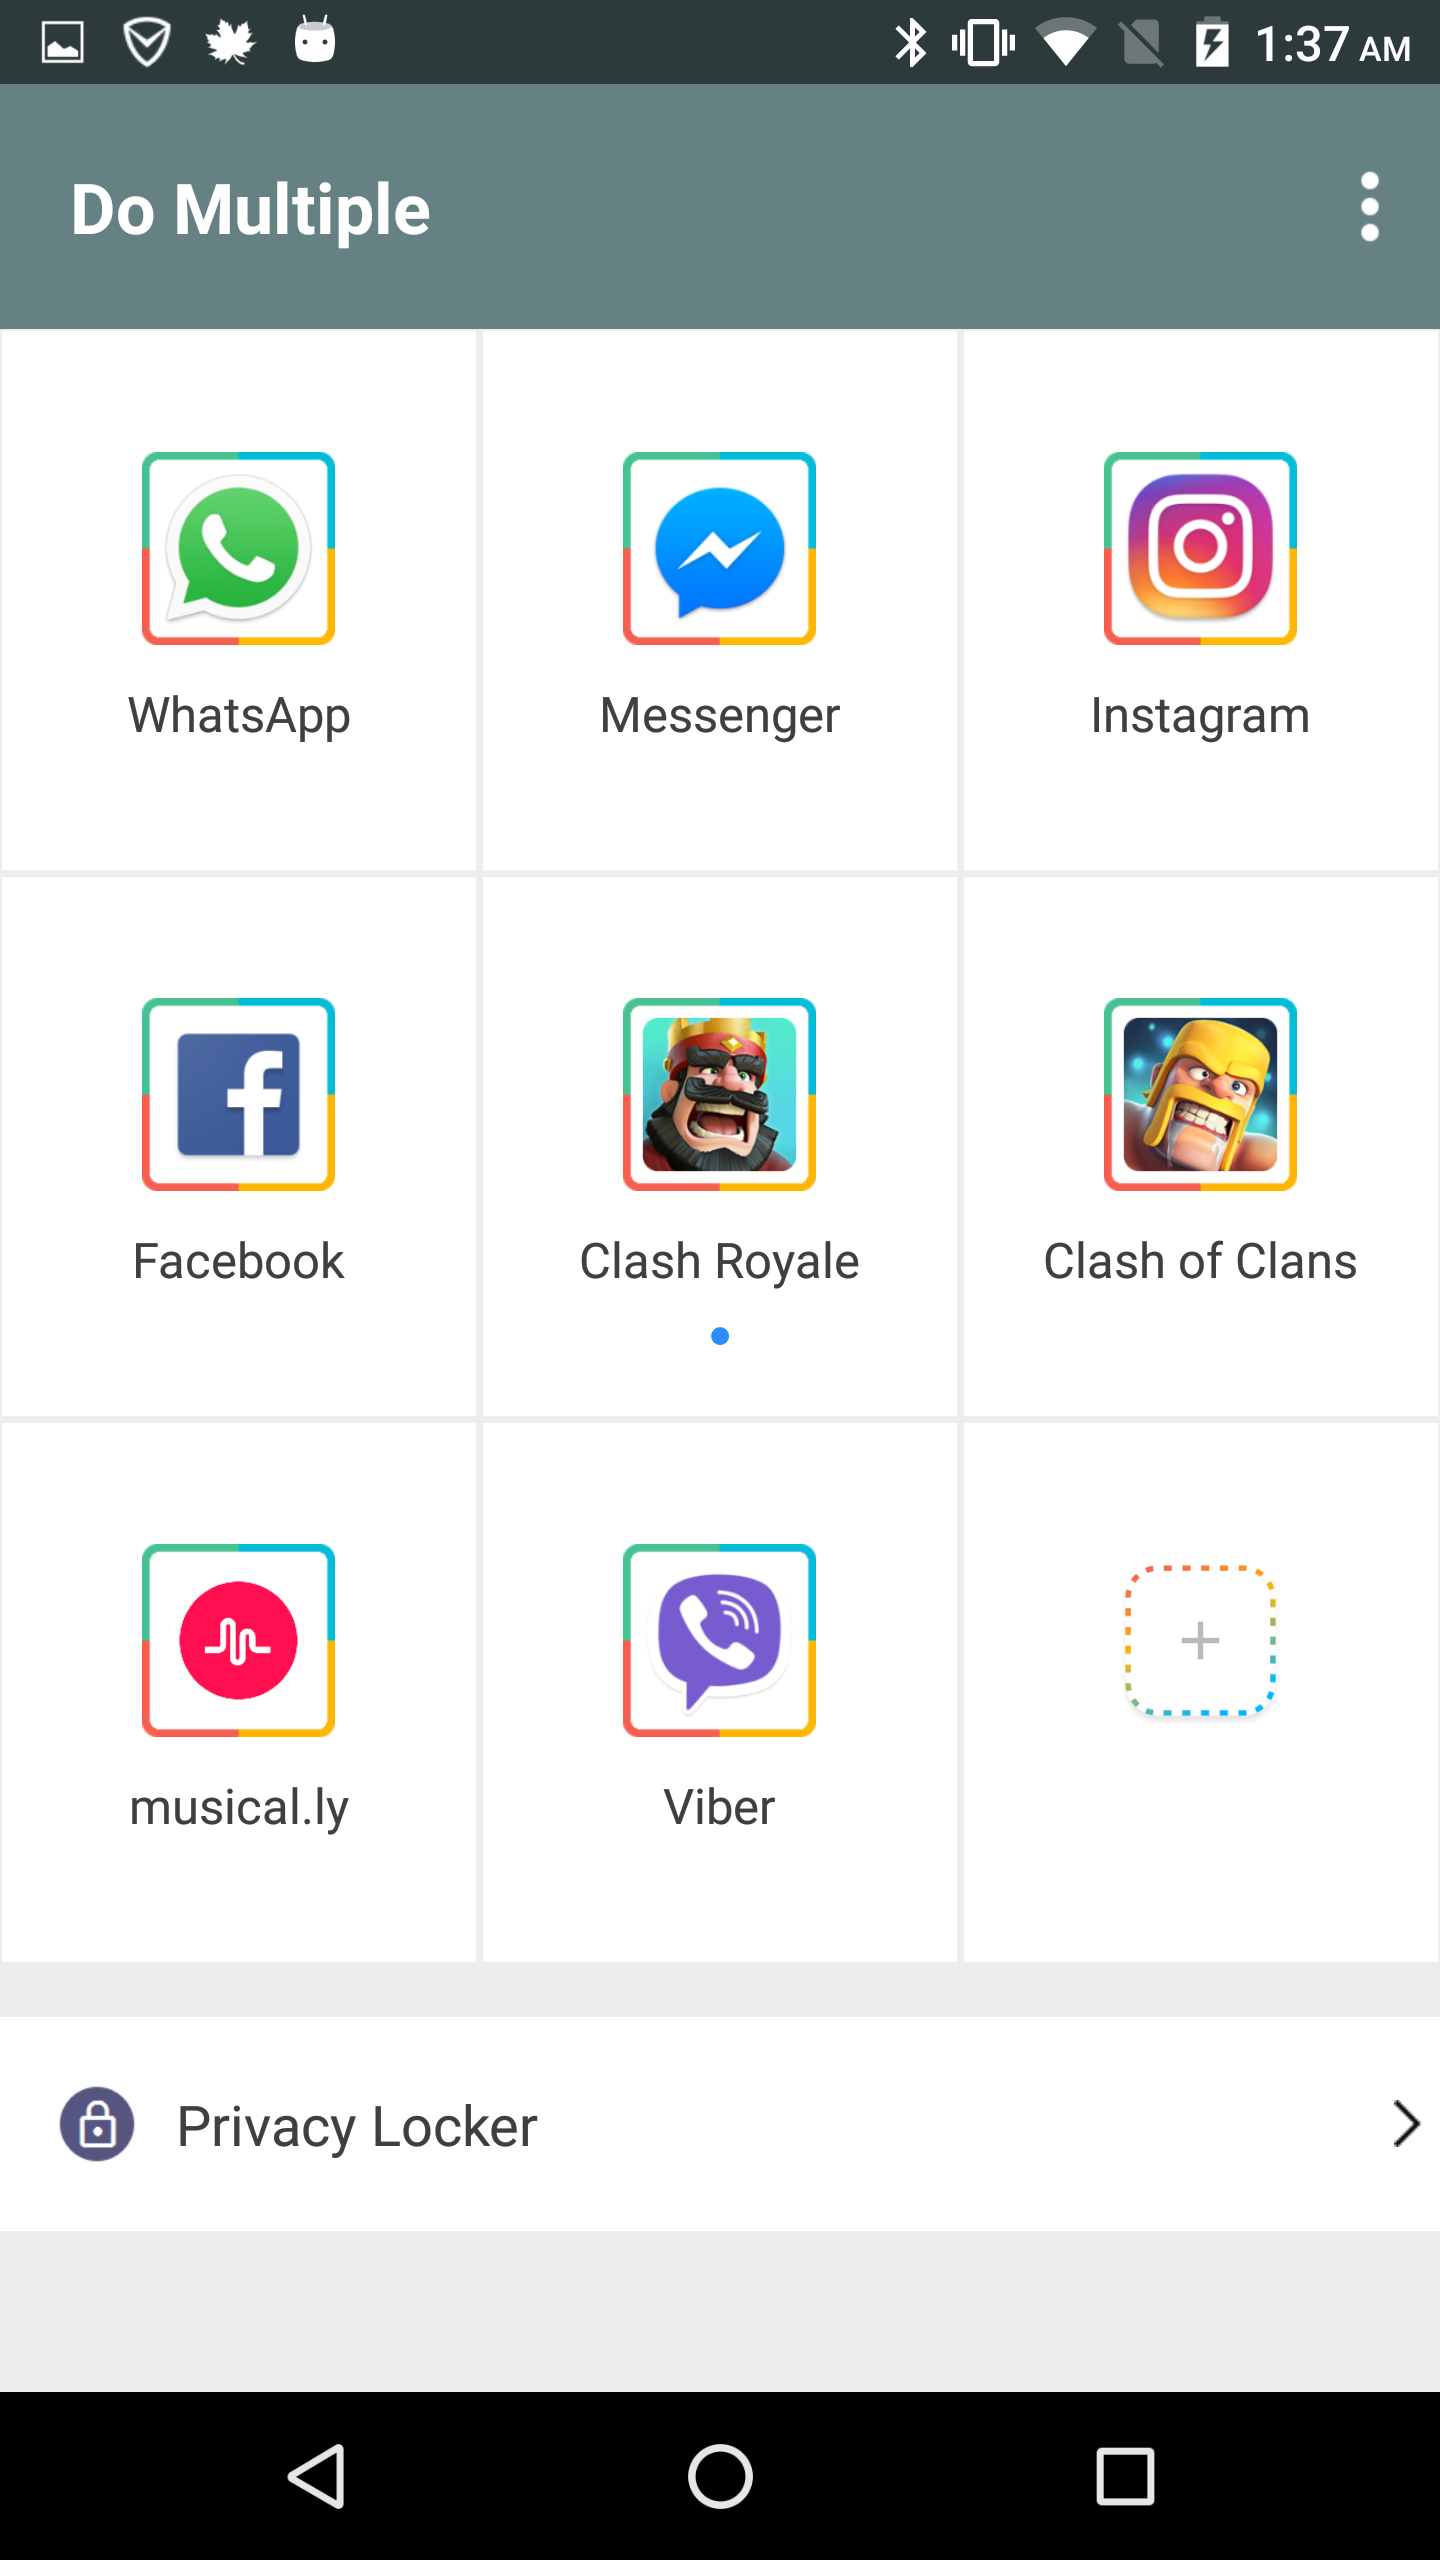 1:37 AM
Do Multiple
WhatsApp
Messenger
Instagram
Facebook
Clash Royale
Clash of Clans
musical.ly
Viber
Privacy Locker